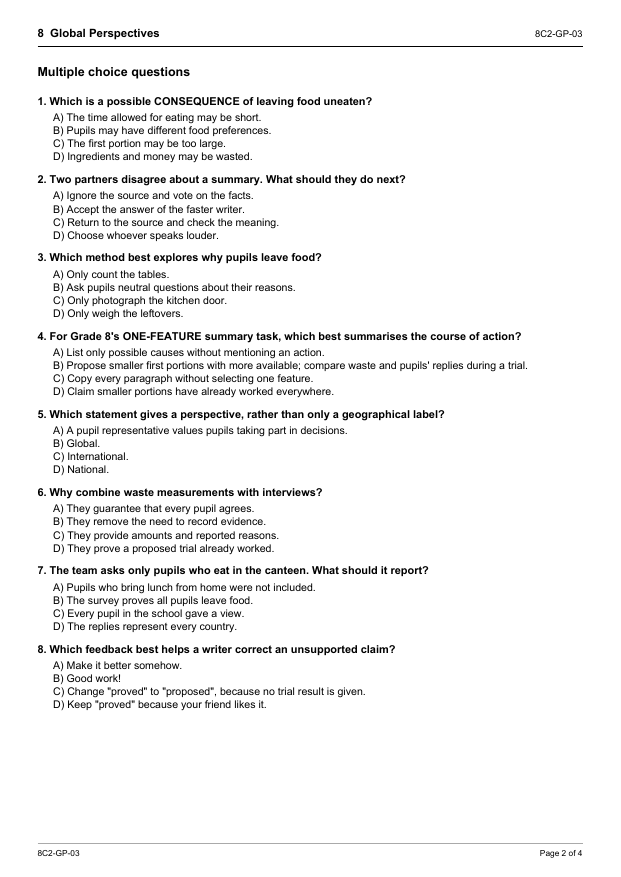 8 Global Perspectives
8C2-GP-03
Multiple choice questions
1. Which is a possible CONSEQUENCE of leaving food uneaten?
A) The time allowed for eating may be short.
B) Pupils may have different food preferences.
C) The first portion may be too large.
D) Ingredients and money may be wasted.
2. Two partners disagree about a summary. What should they do next?
A) Ignore the source and vote on the facts.
B) Accept the answer of the faster writer.
C) Return to the source and check the meaning.
D) Choose whoever speaks louder.
3. Which method best explores why pupils leave food?
A) Only count the tables.
B) Ask pupils neutral questions about their reasons.
C) Only photograph the kitchen door.
D) Only weigh the leftovers.
4. For Grade 8's ONE-FEATURE summary task, which best summarises the course of action?
A) List only possible causes without mentioning an action.
B) Propose smaller first portions with more available; compare waste and pupils' replies during a trial.
C) Copy every paragraph without selecting one feature.
D) Claim smaller portions have already worked everywhere.
5. Which statement gives a perspective, rather than only a geographical label?
A) A pupil representative values pupils taking part in decisions.
B) Global.
C) International.
D) National.
6. Why combine waste measurements with interviews?
A) They guarantee that every pupil agrees.
B) They remove the need to record evidence.
C) They provide amounts and reported reasons.
D) They prove a proposed trial already worked.
7. The team asks only pupils who eat in the canteen. What should it report?
A) Pupils who bring lunch from home were not included.
B) The survey proves all pupils leave food.
C) Every pupil in the school gave a view.
D) The replies represent every country.
8. Which feedback best helps a writer correct an unsupported claim?
A) Make it better somehow.
B) Good work!
C) Change "proved" to "proposed", because no trial result is given.
D) Keep "proved" because your friend likes it.
8C2-GP-03
Page 2 of 4